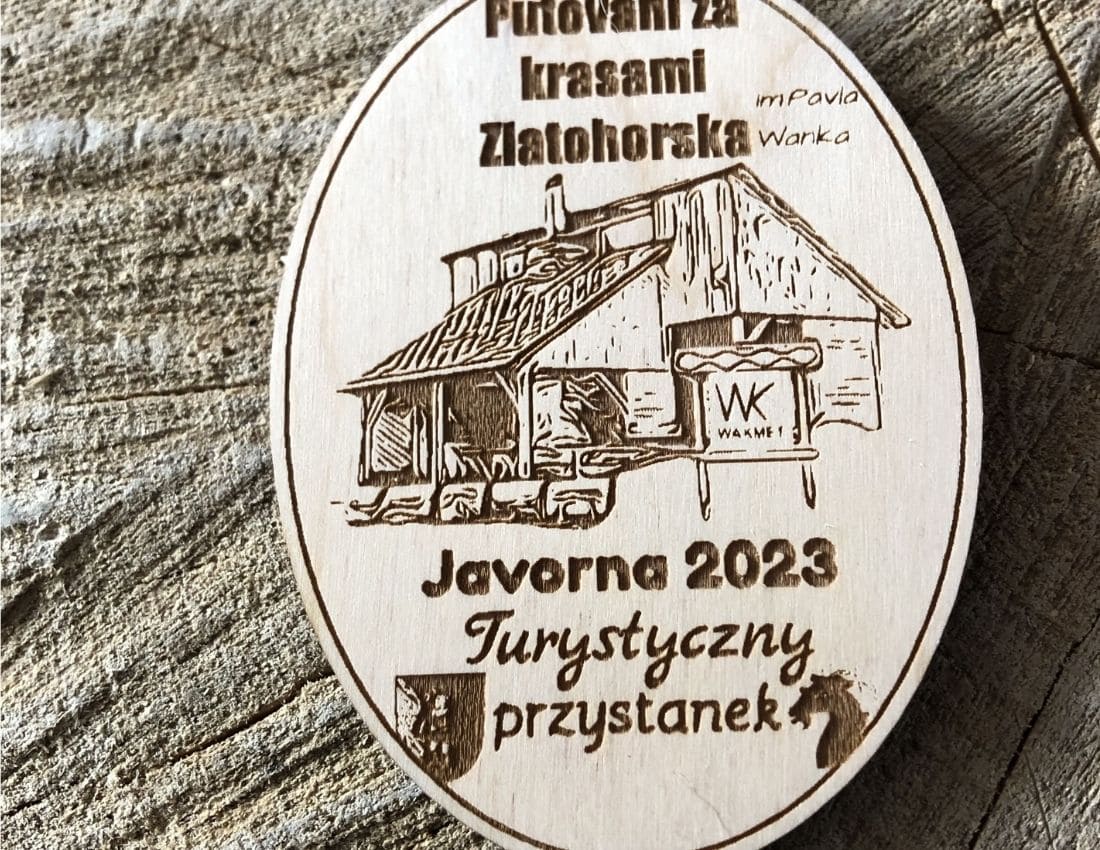 Putování za
krasami
Zlatohorska
im Pavla
Wanka
WK
WAKMET
Javorna 2023
Turystyczny
przystanek